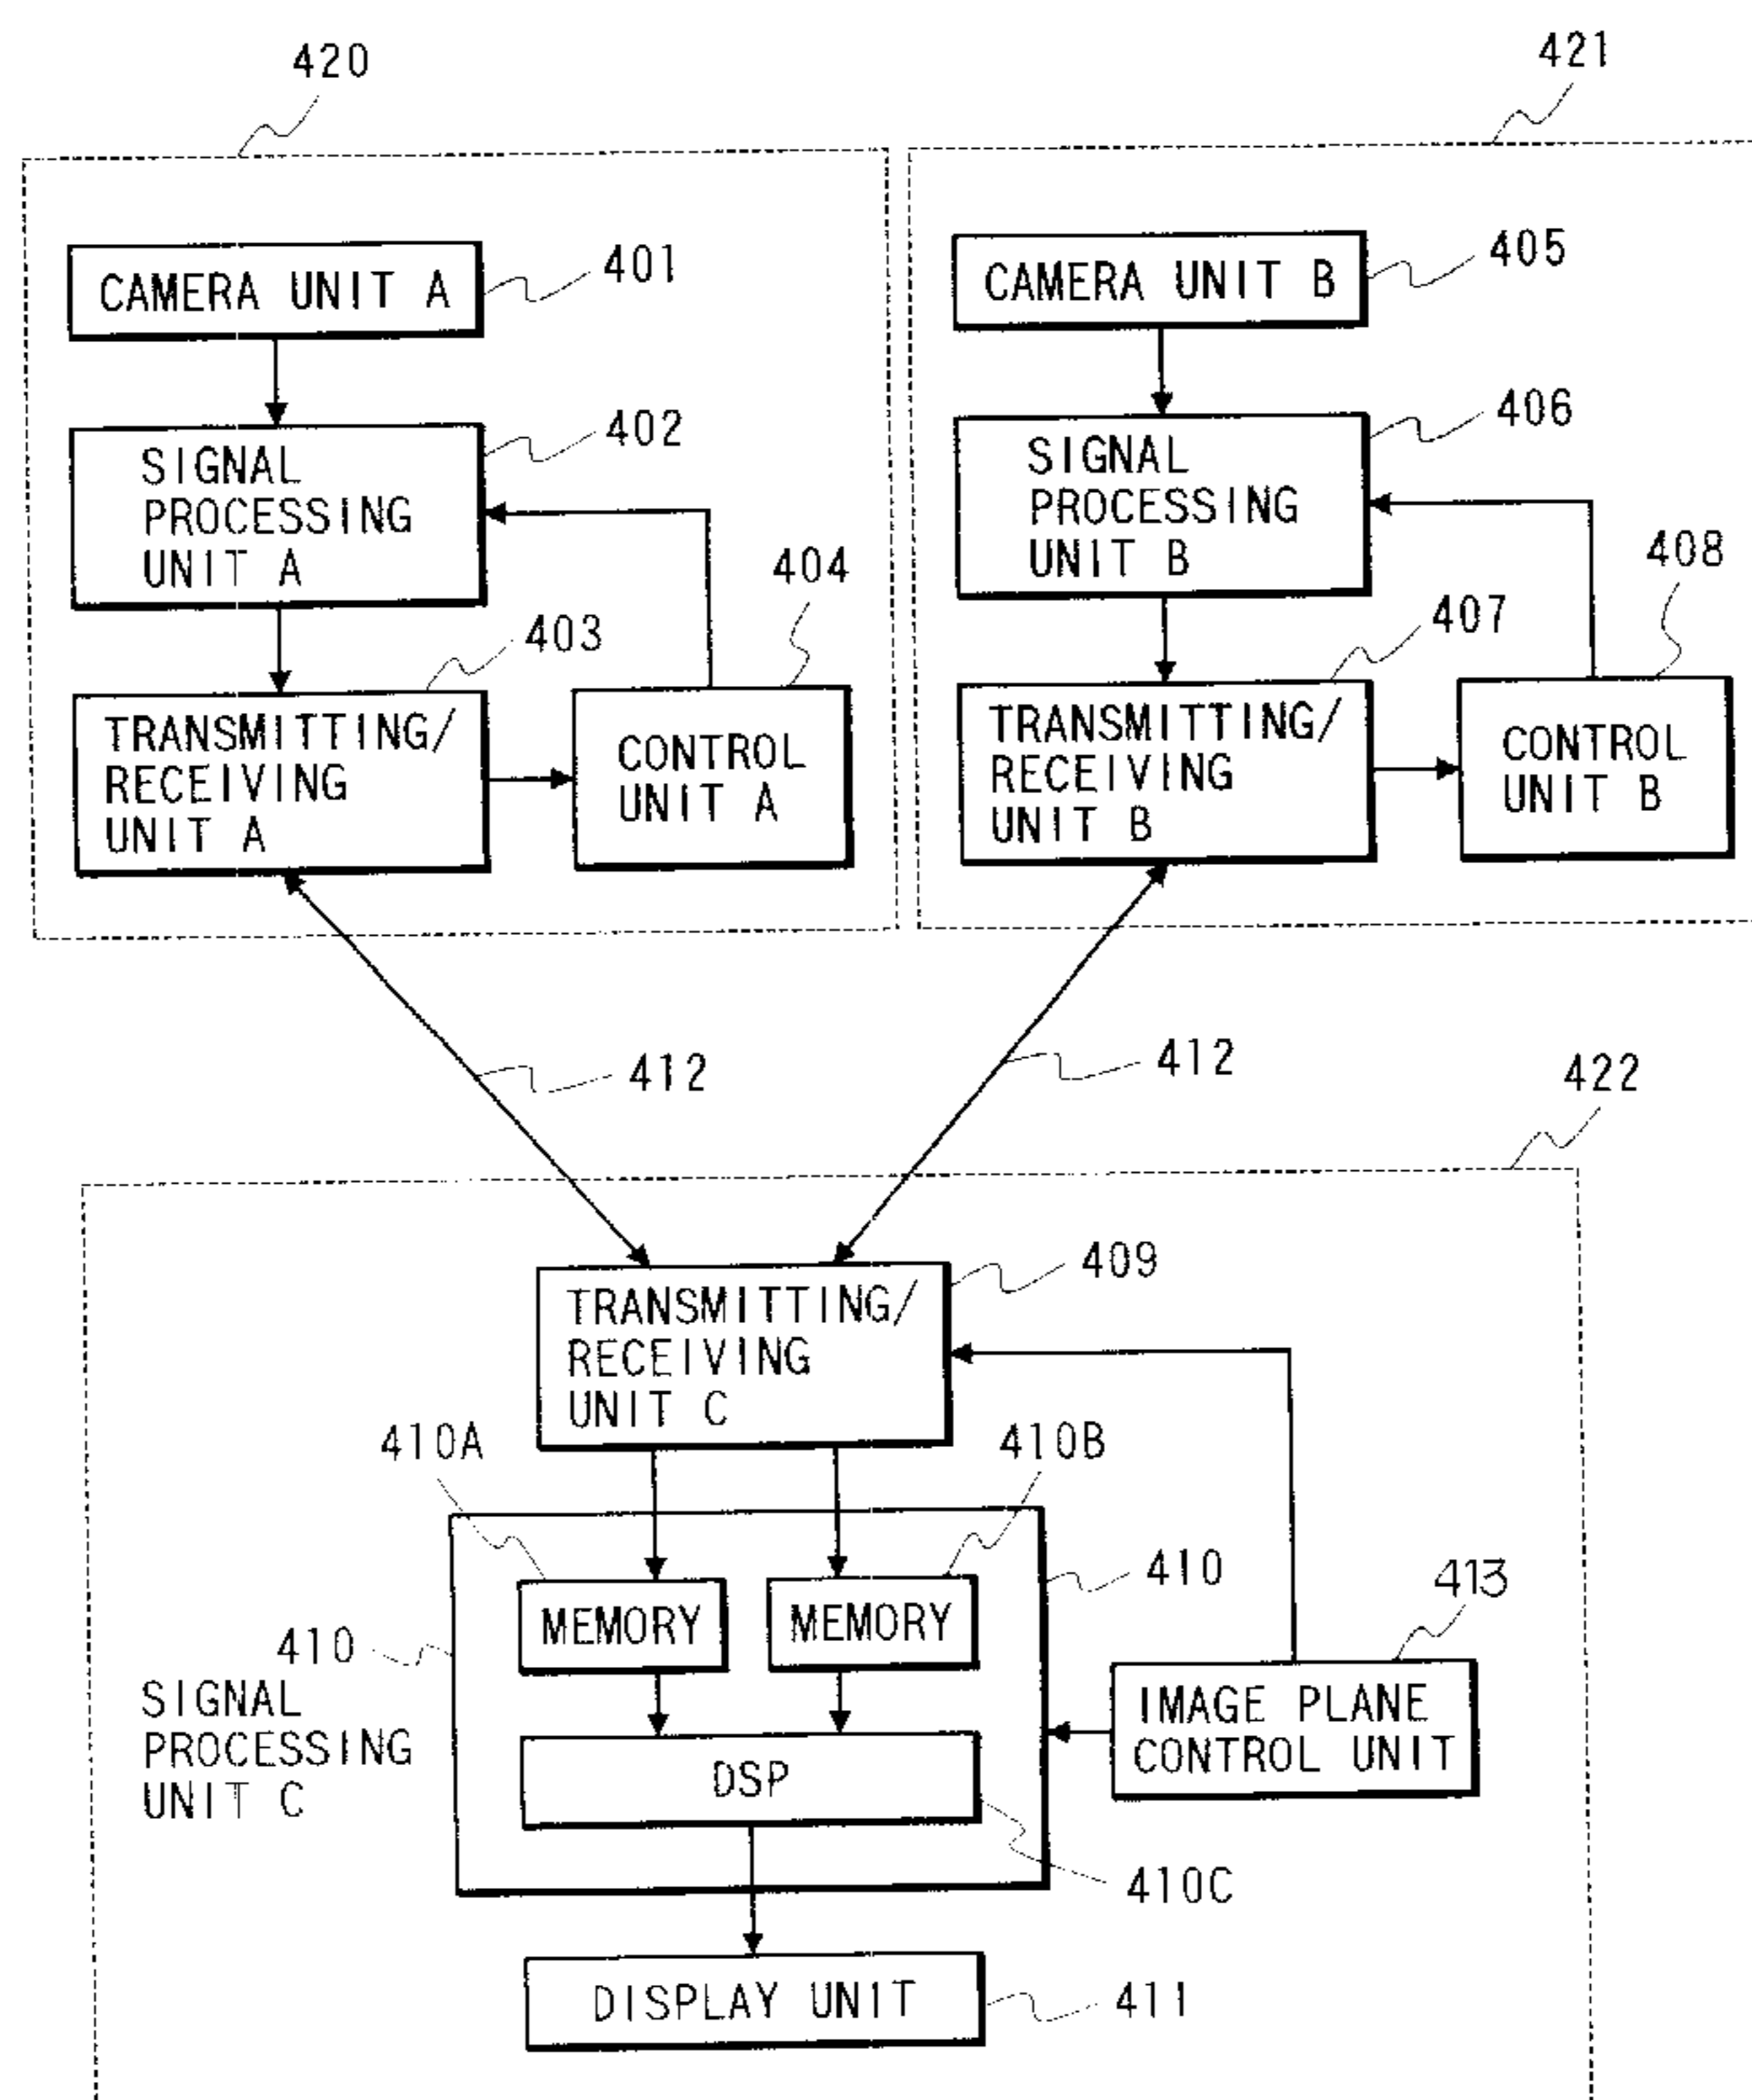 420
421
CAMERA UNIT A
401
CAMERA UNIT B
405
SIGNAL
PROCESSING
UNIT A
402
SIGNAL
PROCESSING
UNIT B
406
404
408
403
407
TRANSMITTING/
RECEIVING
UNIT A
CONTROL
UNIT A
TRANSMITTING/
RECEIVING
UNIT B
CONTROL
UNIT B
412
412
422
409
TRANSMITTING/
RECEIVING
UNIT C
410A
410B
410
413
MEMORY
MEMORY
410
SIGNAL
PROCESSING
UNIT C
IMAGE PLANE
CONTROL UNIT
DSP
410C
DISPLAY UNIT
411